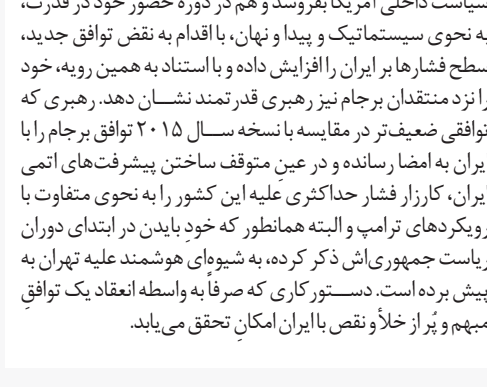 سیاست داخلی آمریکا بفروشد و هم در دوره حضور خود در قدرت،
به نحوی سیستماتیک و پیدا و نهان، با اقدام به نقض توافق جدید،
سطح فشارها بر ایران را افزایش داده و با استناد به همین رویه، خود
را نزد منتقدان برجام نیز رهبری قدرتمند نشــان دهد. رهبری که
توافقی ضعیف‌تر در مقایسه با نسخه ســال ۲۰۱۵ توافق برجام را با
ایران به امضا رسانده و در عینِ متوقف ساختن پیشرفت‌های اتمی
ایران، کارزار فشار حداکثری علیه این کشور را به نحوی متفاوت با
رویکردهای ترامپ و البته همانطور که خودِ بایدن در ابتدای دوران
ریاست جمهوری‌اش ذکر کرده، به شیوه‌ای هوشمند علیه تهران به
پیش برده است. دســتور کاری که صرفاً به واسطه انعقاد یک توافقِ
مبهم و پُر از خلأ و نقص با ایران امکانِ تحقق می‌یابد.